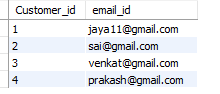 Customer_id email_id
1 jaya11@gmail.com
2 sai@gmail.com
3 venkat@gmail.com
4 prakash@gmail.com